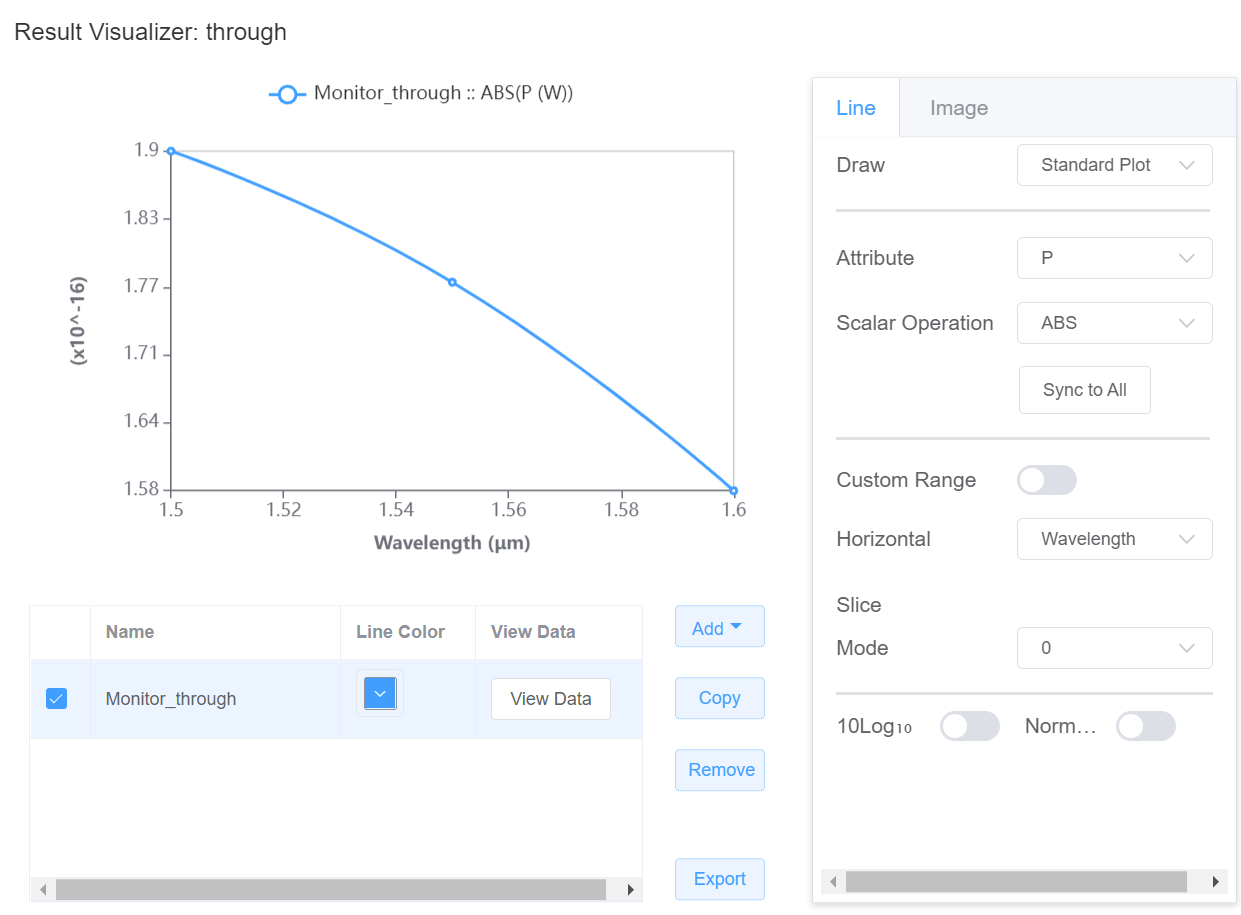 Result Visualizer: through
Monitor_through :: ABS(P (W))
1.9
1.83
1.77
1.71
1.64
1.58
(x10^-16)
1.5 1.52 1.54 1.56 1.58 1.6
Wavelength (μm)
Name Line Color View Data
Monitor_through View Data
Add
Copy
Remove
Export
Line Image
Draw Standard Plot
Attribute P
Scalar Operation ABS
Sync to All
Custom Range
Horizontal Wavelength
Slice
Mode 0
10Log₁₀ Norm…